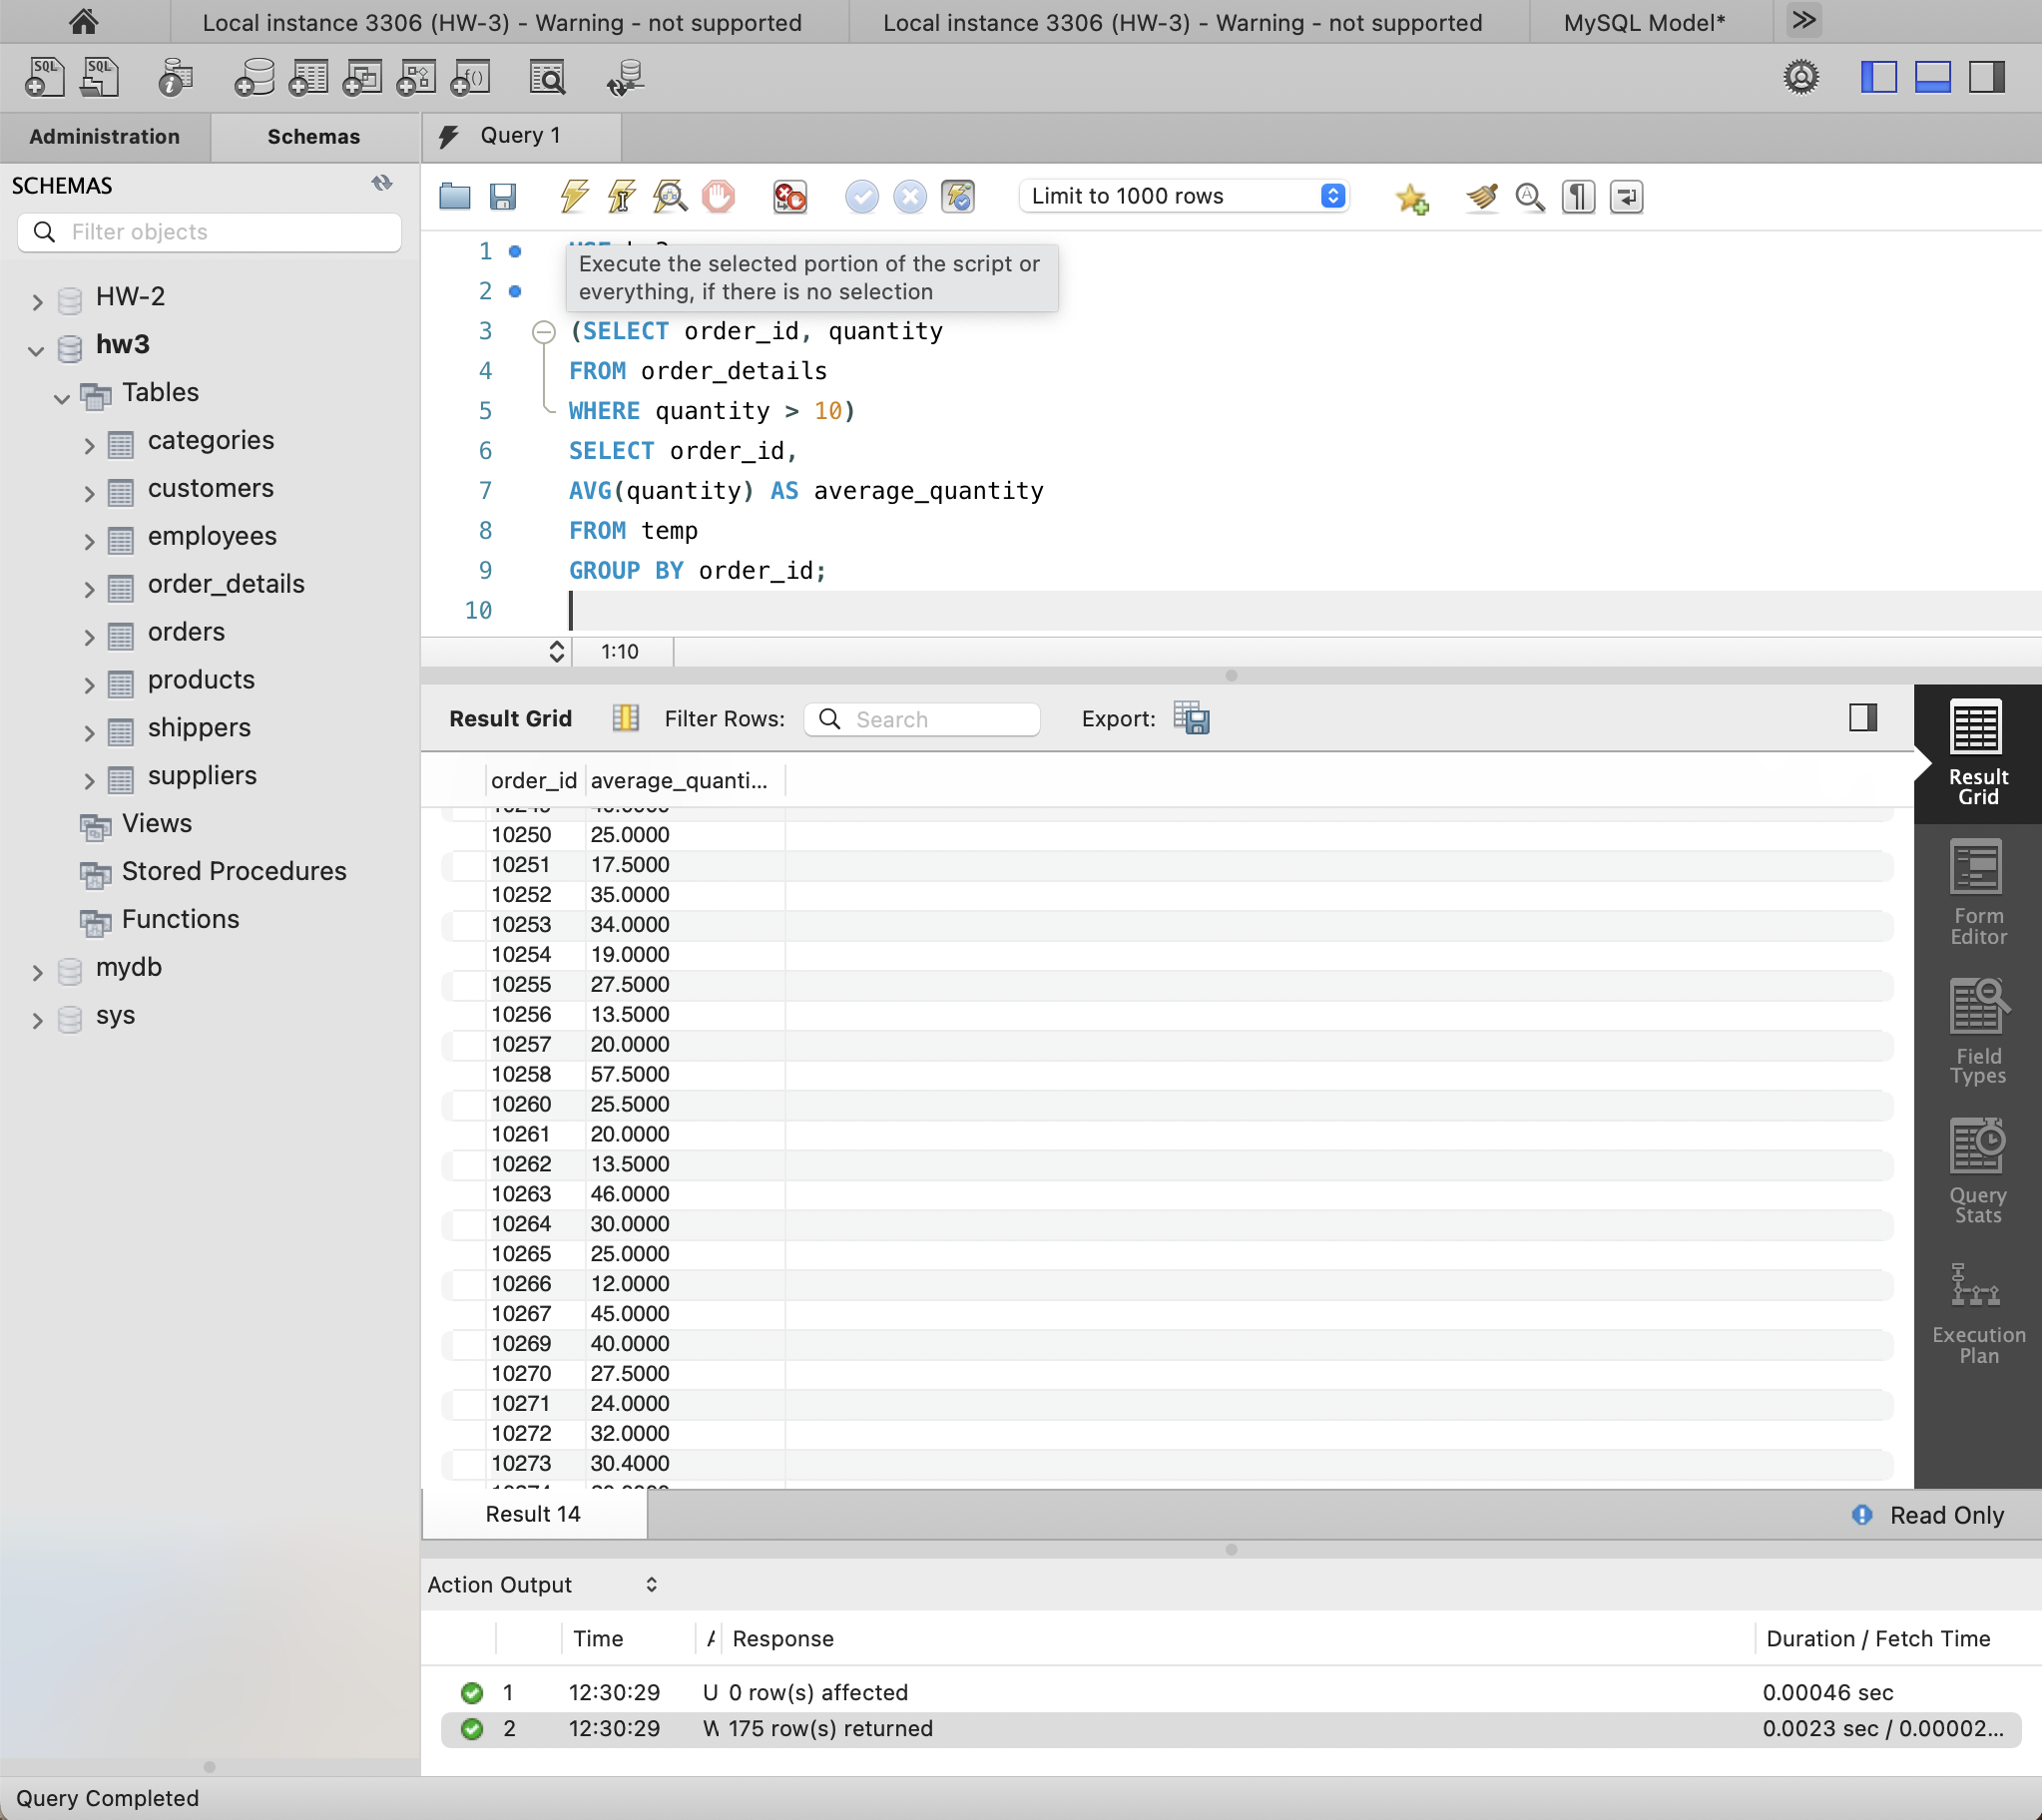 Local instance 3306 (HW-3) - Warning - not supported
Local instance 3306 (HW-3) - Warning - not supported
MySQL Model*
SQL
SQL
Administration
Schemas
Query 1
SCHEMAS
Filter objects
Limit to 1000 rows
HW-2
hw3
Tables
categories
customers
employees
order_details
orders
products
shippers
suppliers
Views
Stored Procedures
Functions
mydb
sys
1
Execute the selected portion of the script or
everything, if there is no selection
2
3 (SELECT order_id, quantity
4 FROM order_details
5 WHERE quantity > 10)
6 SELECT order_id,
7 AVG(quantity) AS average_quantity
8 FROM temp
9 GROUP BY order_id;
10
1:10
Result Grid
Filter Rows:
Search
Export:
order_id average_quanti...
10250 25.0000
10251 17.5000
10252 35.0000
10253 34.0000
10254 19.0000
10255 27.5000
10256 13.5000
10257 20.0000
10258 57.5000
10260 25.5000
10261 20.0000
10262 13.5000
10263 46.0000
10264 30.0000
10265 25.0000
10266 12.0000
10267 45.0000
10269 40.0000
10270 27.5000
10271 24.0000
10272 32.0000
10273 30.4000
Result
Grid
Form
Editor
Field
Types
Query
Stats
Execution
Plan
Result 14
Read Only
Action Output
Time
Response
Duration / Fetch Time
1 12:30:29 U 0 row(s) affected 0.00046 sec
2 12:30:29 W 175 row(s) returned 0.0023 sec / 0.00002...
Query Completed